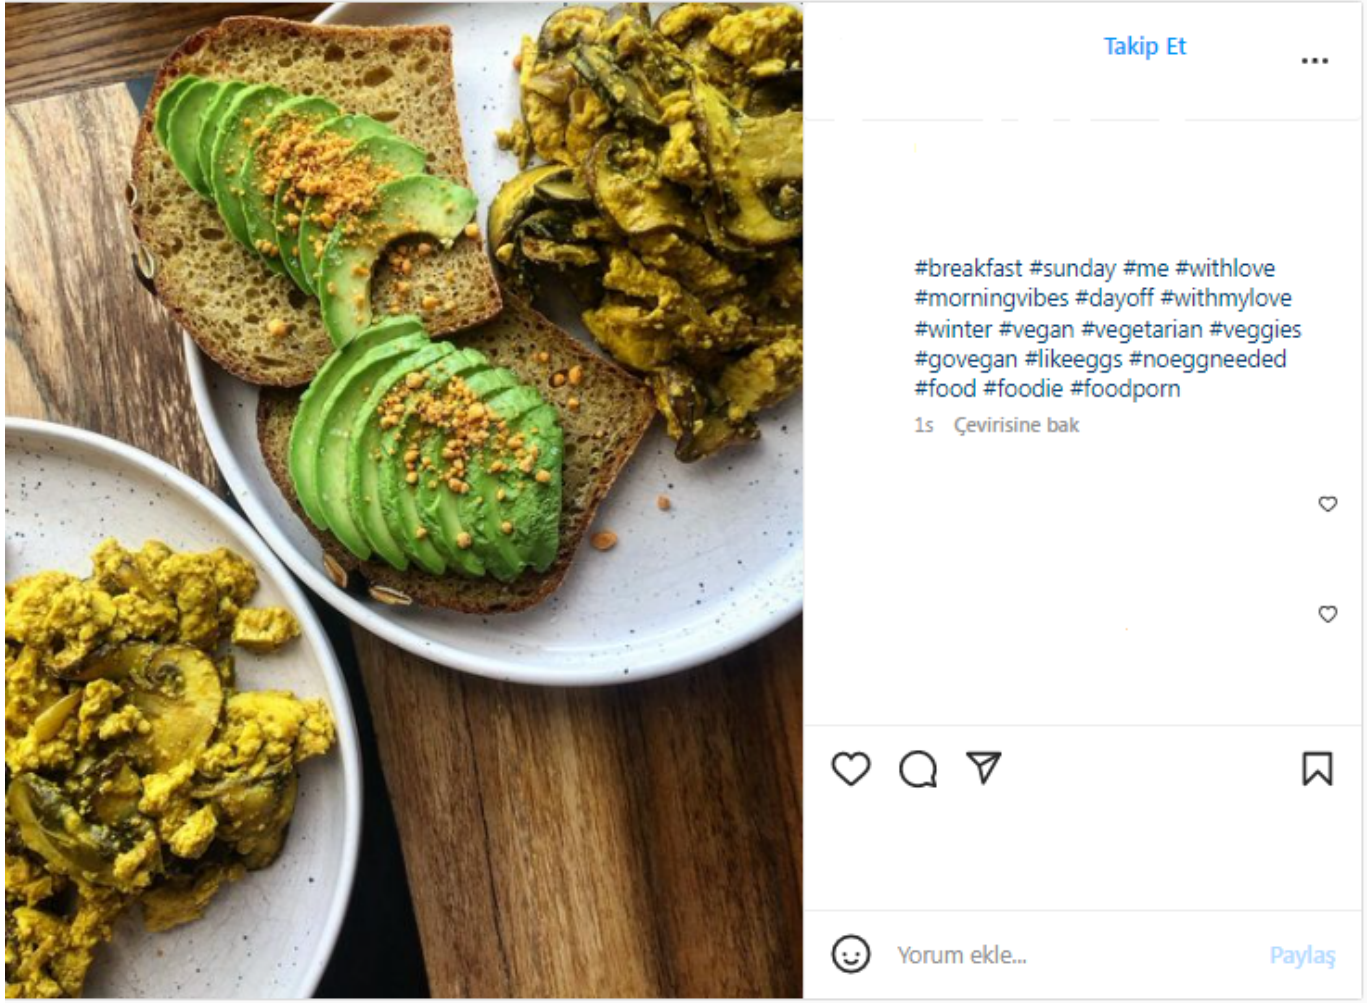 Takip Et
#breakfast #sunday #me #withlove
#morningvibes #dayoff #withmylove
#winter #vegan #vegetarian #veggies
#govegan #likeeggs #noeggneeded
#food #foodie #foodporn
1s Çevirisine bak
Yorum ekle... Paylaş